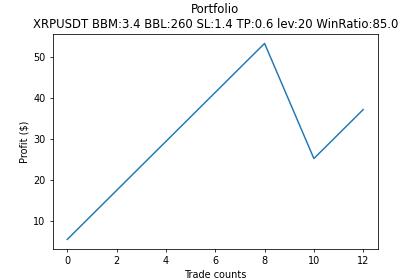 Portfolio
XRPUSDT BBM:3.4 BBL:260 SL:1.4 TP:0.6 lev:20 WinRatio:85.0
50
40
30
20
10
Profit ($)
0 2 4 6 8 10 12
Trade counts